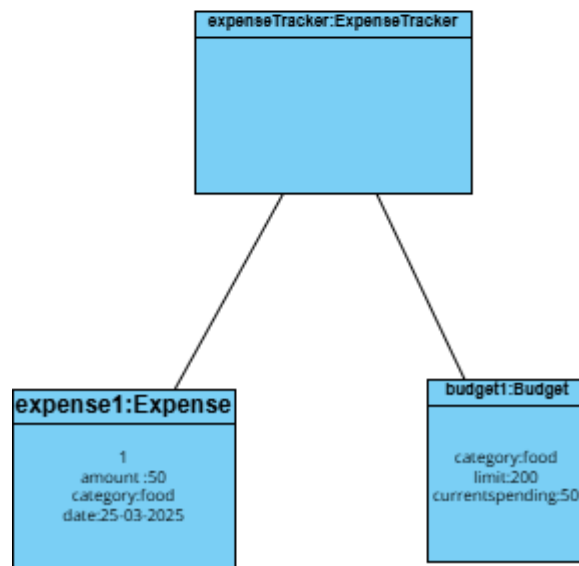 expenseTracker:ExpenseTracker
expense1:Expense
1
amount :50
category:food
date:25-03-2025
budget1:Budget
category:food
limit:200
currentspending:50